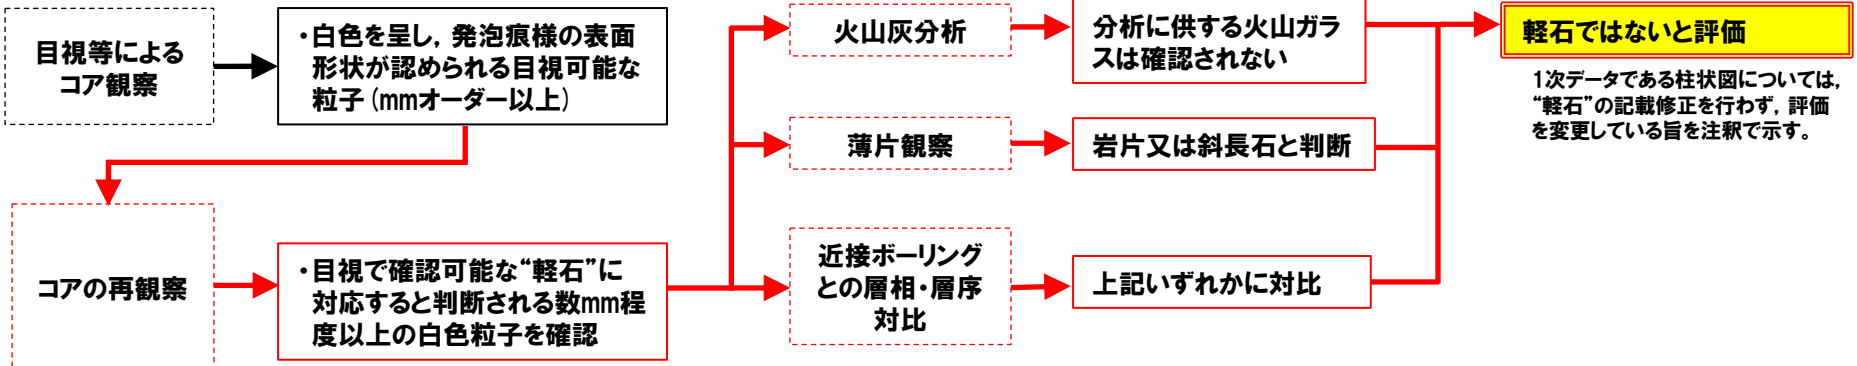 目視等による
コア観察
・白色を呈し，発泡痕様の表面
形状が認められる目視可能な
粒子（mmオーダー以上）
コアの再観察
・目視で確認可能な“軽石”に
対応すると判断される数mm程
度以上の白色粒子を確認
火山灰分析
分析に供する火山ガラ
スは確認されない
薄片観察
岩片又は斜長石と判断
近接ボーリング
との層相・層序
対比
上記いずれかに対比
軽石ではないと評価
1次データである柱状図については，
“軽石”の記載修正を行わず，評価
を変更している旨を注釈で示す。